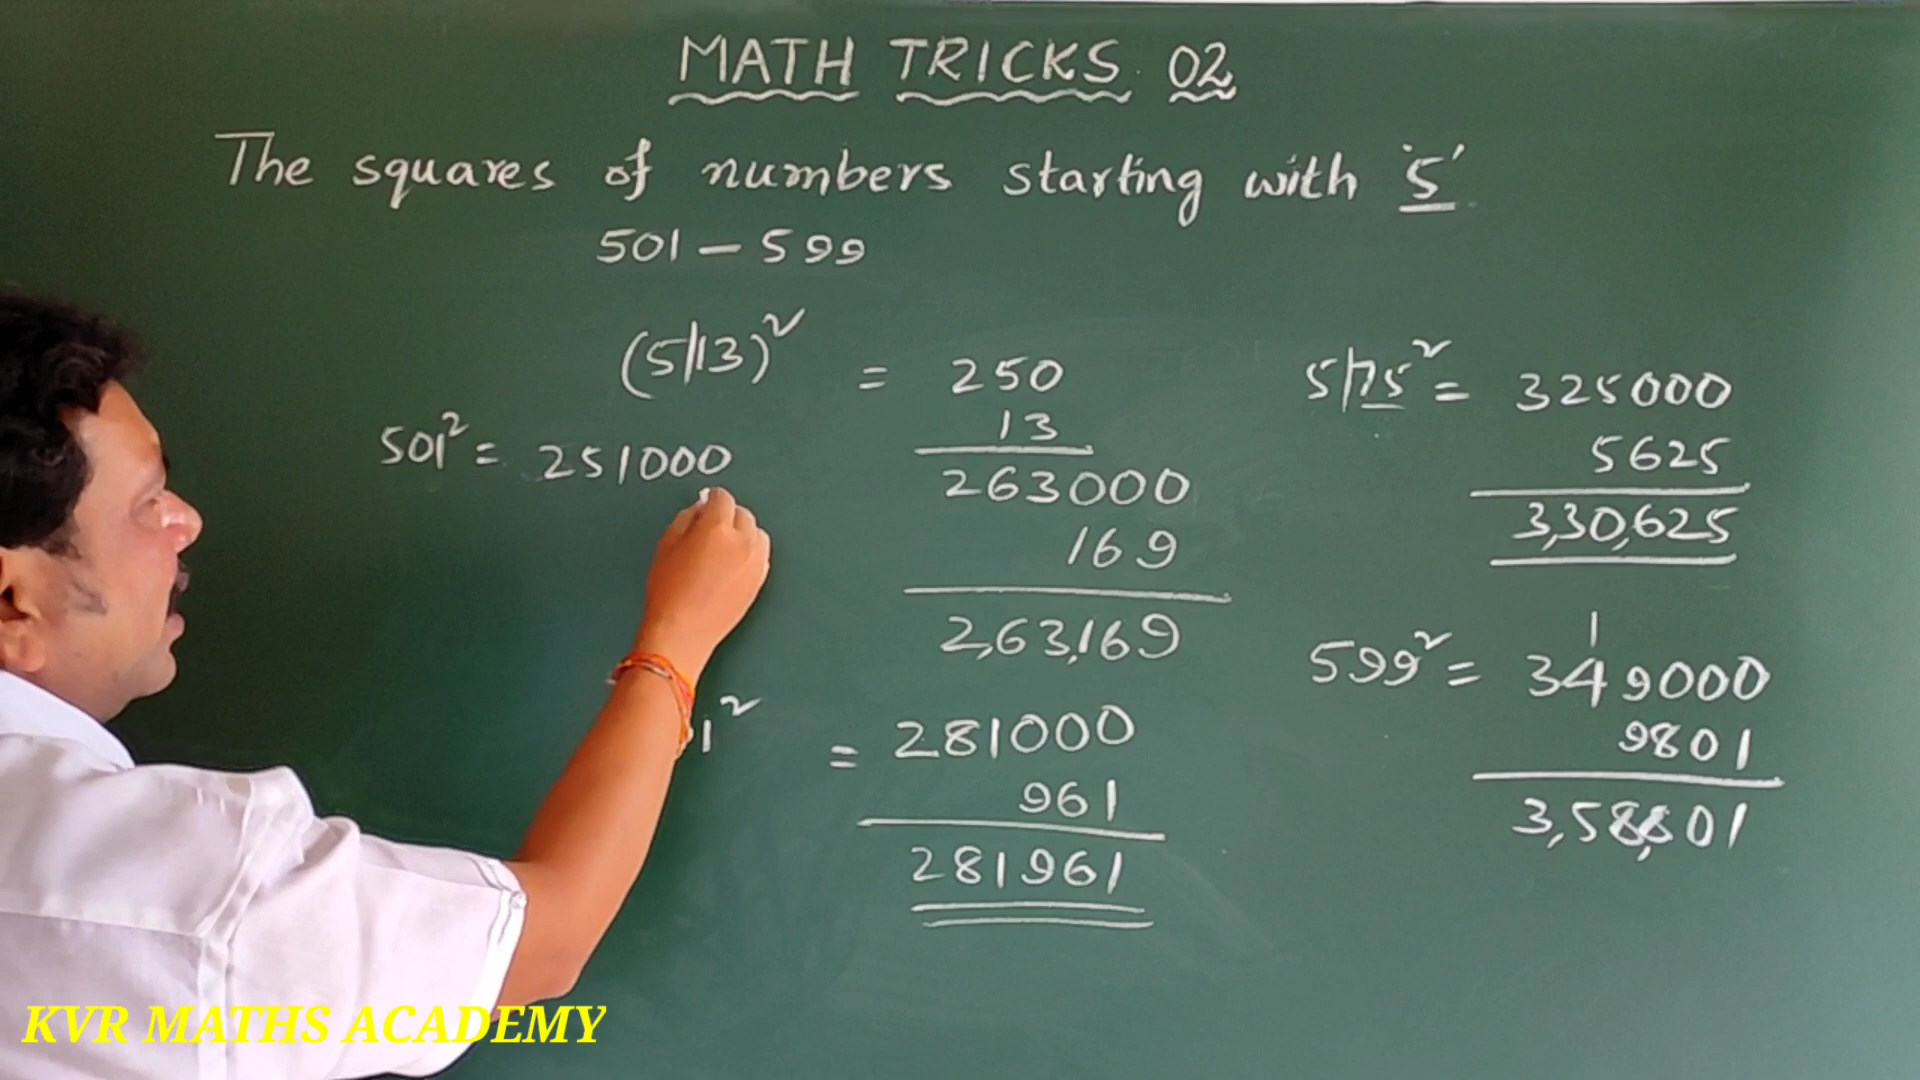 MATH TRICKS 02
The squares of numbers starting with '5'
501 - 599
(5/13)² = 250
13
263000
169
2,63,169
501² = 251000
1² = 281000
961
281961
5/75² = 325000
5625
3,30,625
1
599² = 349000
9801
3,58,801
KVR MATHS ACADEMY